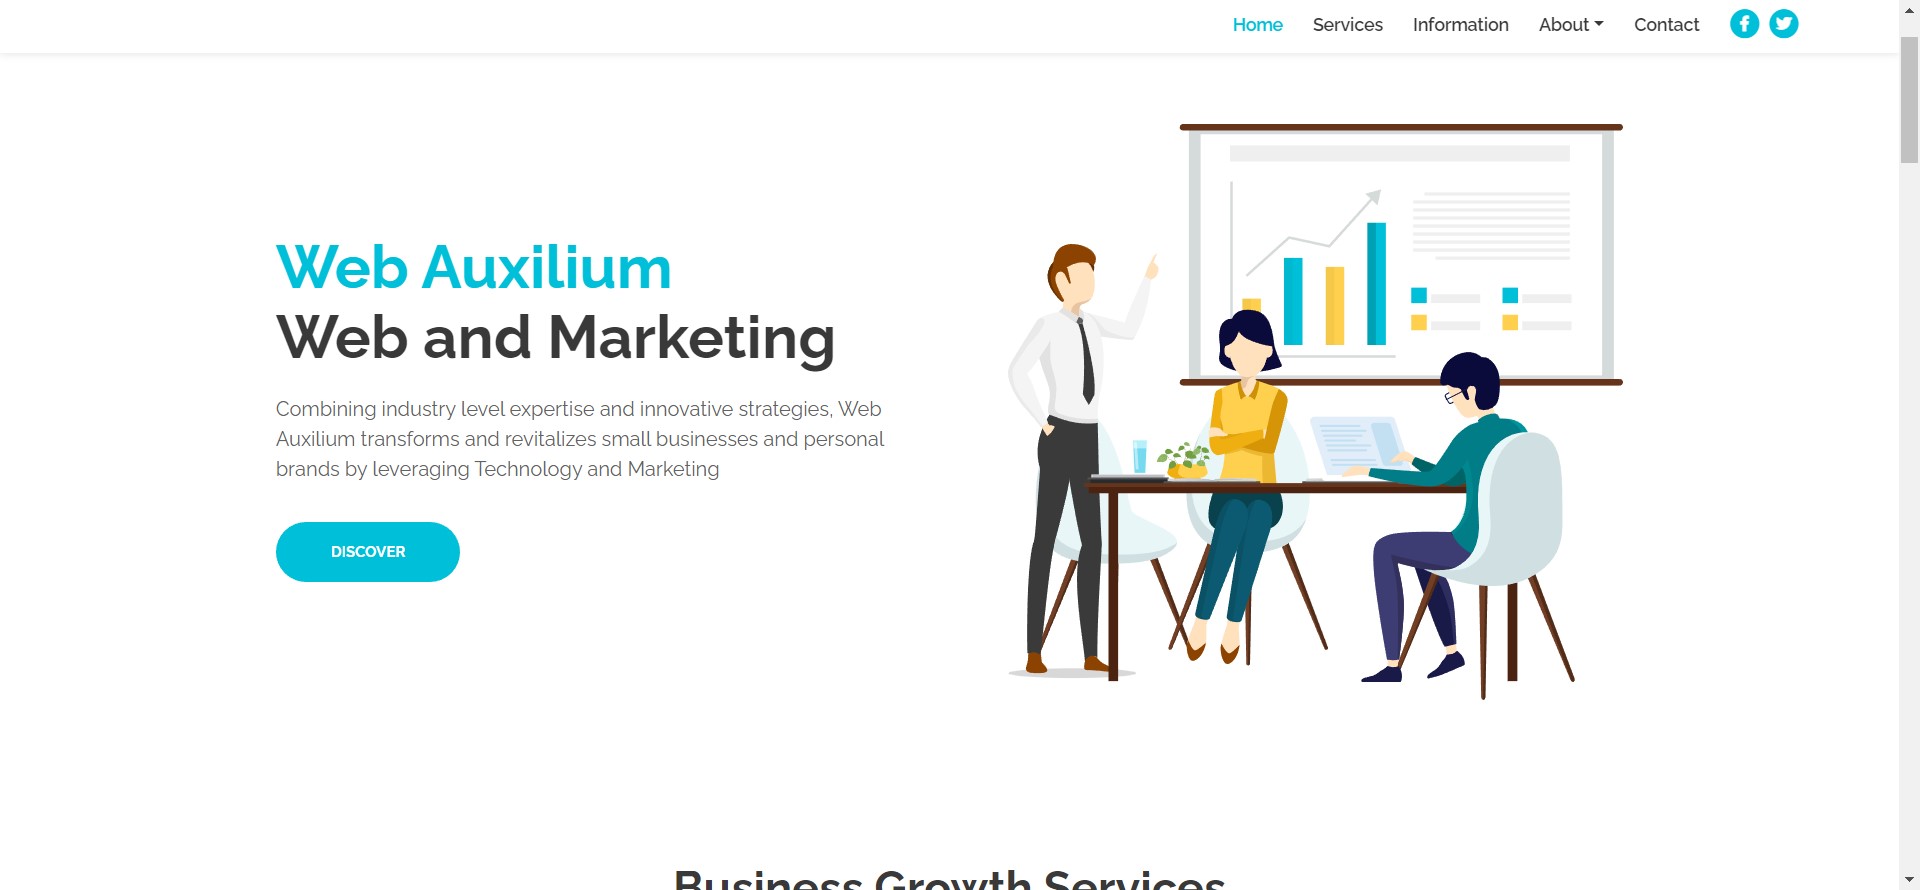 Home Services Information About Contact
Web Auxilium
Web and Marketing
Combining industry level expertise and innovative strategies, Web
Auxilium transforms and revitalizes small businesses and personal
brands by leveraging Technology and Marketing
DISCOVER
Business Growth Services